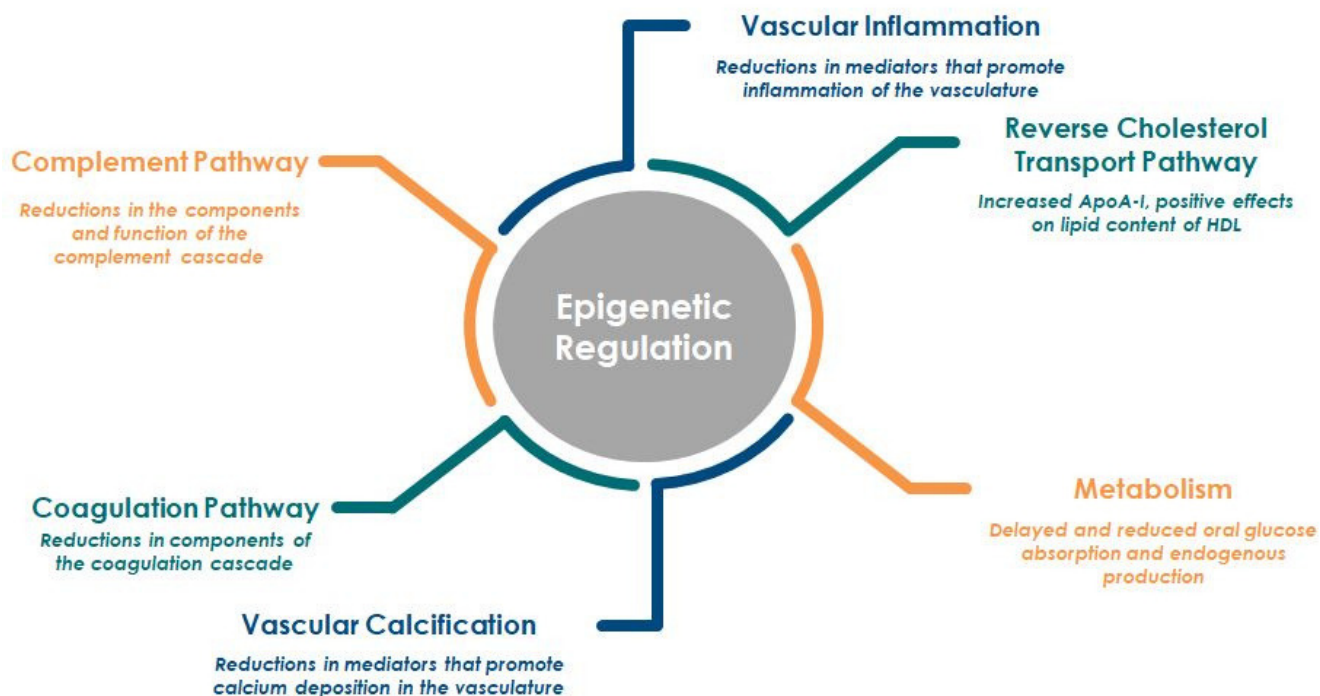 Vascular Inflammation
Reductions in mediators that promote
inflammation of the vasculature
Reverse Cholesterol
Transport Pathway
Increased ApoA-I, positive effects
on lipid content of HDL
Complement Pathway
Reductions in the components
and function of the
complement cascade
Epigenetic
Regulation
Metabolism
Delayed and reduced oral glucose
absorption and endogenous
production
Coagulation Pathway
Reductions in components of
the coagulation cascade
Vascular Calcification
Reductions in mediators that promote
calcium deposition in the vasculature